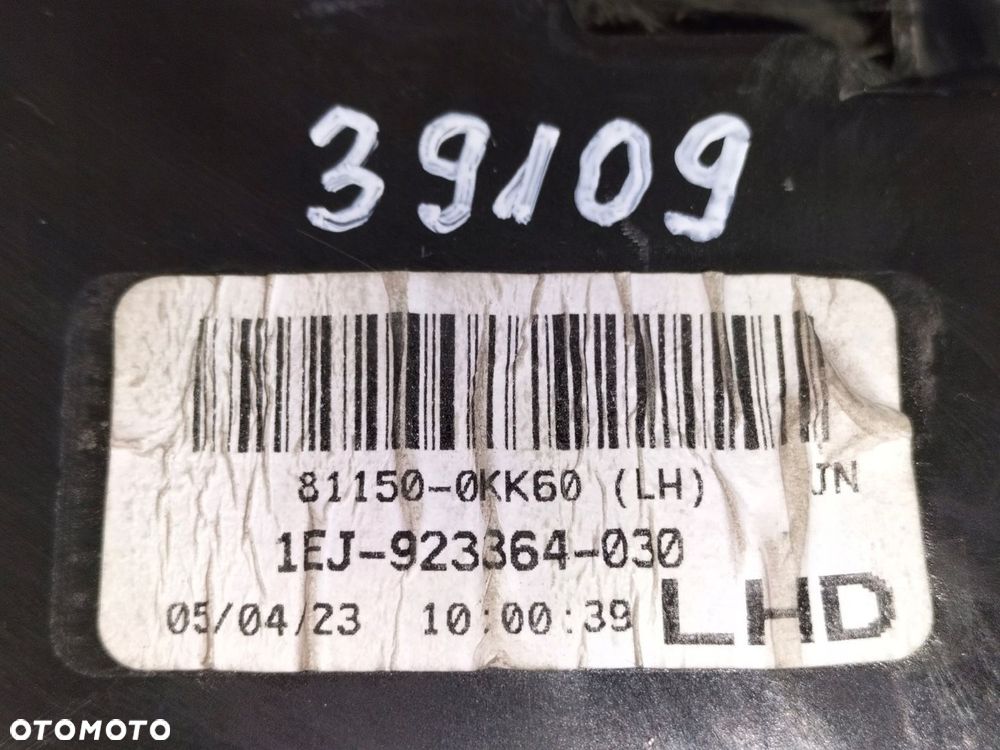 39109
81150-0KK60 (LH)
JN
1EJ-923364-030
05/04/23 10:00:39
LHD
OTOMOTO